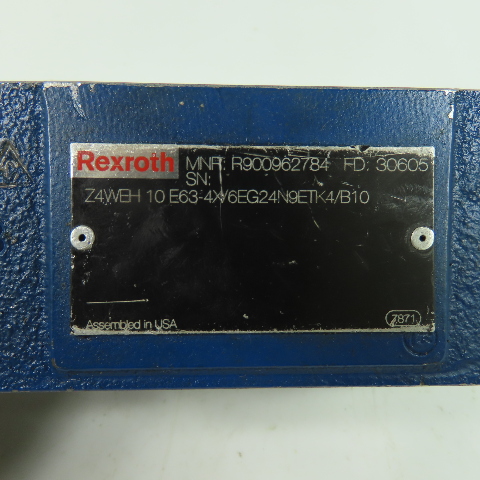 Rexroth MNR: R900962784 FD: 30605
SN:
Z4WEH 10 E63-4X/6EG24N9ETK4/B10
Assembled in USA
7871